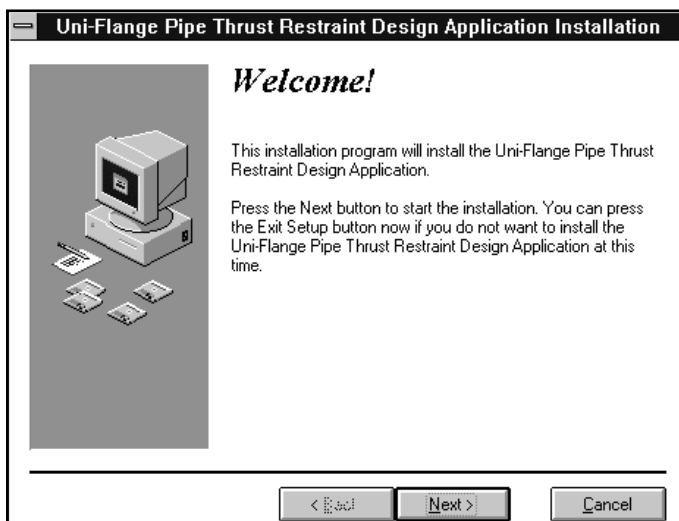 Uni-Flange Pipe Thrust Restraint Design Application Installation
Welcome!
This installation program will install the Uni-Flange Pipe Thrust
Restraint Design Application.
Press the Next button to start the installation. You can press
the Exit Setup button now if you do not want to install the
Uni-Flange Pipe Thrust Restraint Design Application at this
time.
< Back
Next >
Cancel